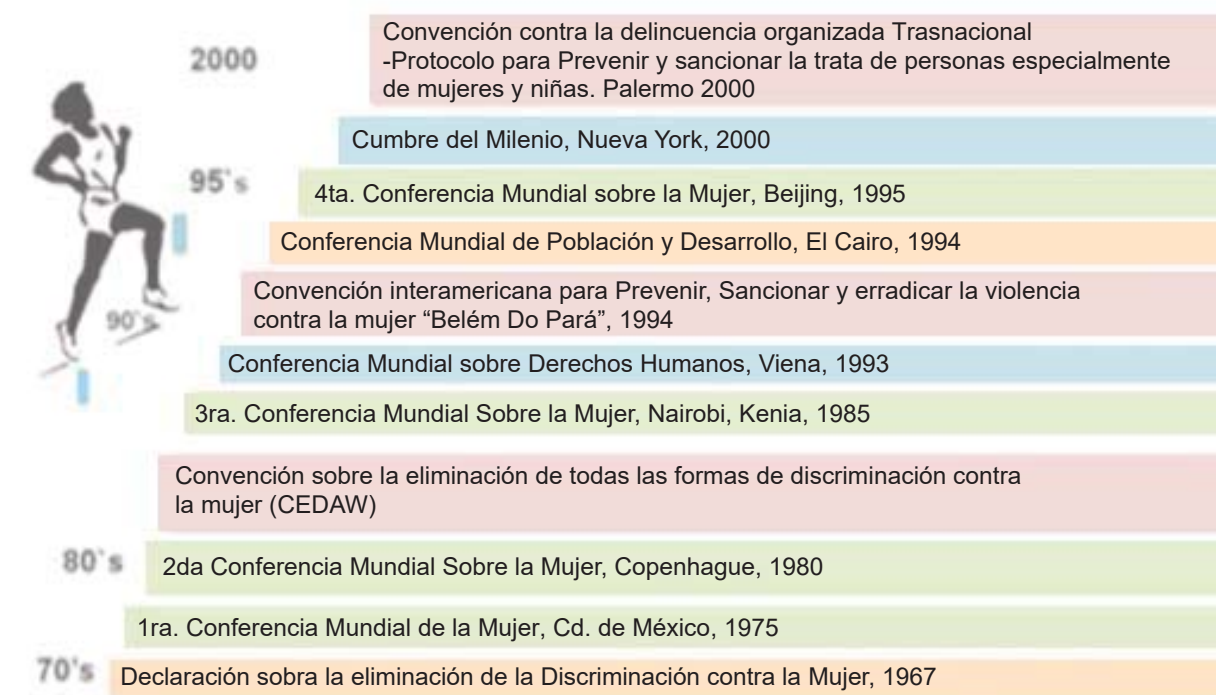 2000
Convención contra la delincuencia organizada Trasnacional
-Protocolo para Prevenir y sancionar la trata de personas especialmente
de mujeres y niñas. Palermo 2000
Cumbre del Milenio, Nueva York, 2000
95`s
4ta. Conferencia Mundial sobre la Mujer, Beijing, 1995
Conferencia Mundial de Población y Desarrollo, El Cairo, 1994
Convención interamericana para Prevenir, Sancionar y erradicar la violencia
contra la mujer “Belém Do Pará”, 1994
90`s
Conferencia Mundial sobre Derechos Humanos, Viena, 1993
3ra. Conferencia Mundial Sobre la Mujer, Nairobi, Kenia, 1985
Convención sobre la eliminación de todas las formas de discriminación contra
la mujer (CEDAW)
80`s
2da Conferencia Mundial Sobre la Mujer, Copenhague, 1980
1ra. Conferencia Mundial de la Mujer, Cd. de México, 1975
70's
Declaración sobra la eliminación de la Discriminación contra la Mujer, 1967